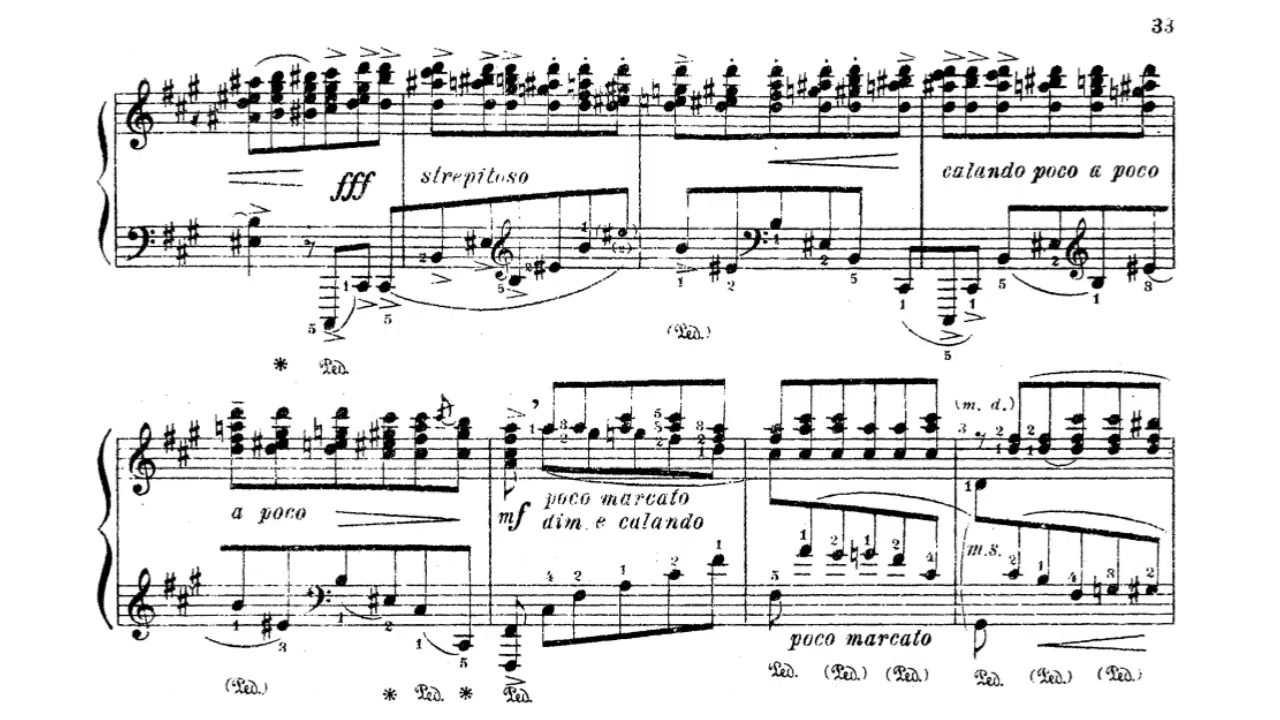 33
fff strepitoso calando poco a poco
(Ped.)
* Ped.
(m. d.)
a poco mf poco marcato
dim. e calando
m.s.
poco marcato
(Ped.) * Ped. * Ped. Ped. (Ped.) (Ped.) Ped. (Ped.) (Ped.)